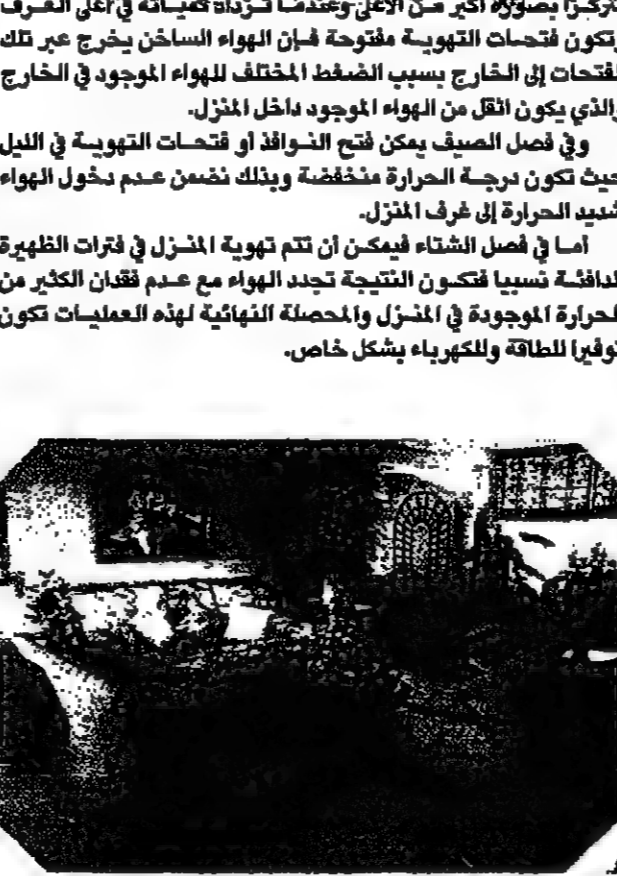 تركزا بصورة أكبر من الأعلى وعندما تزداد كمياته في أعلى الغرف
وتكون فتحات التهوية مفتوحة فإن الهواء الساخن يخرج عبر تلك
لفتحات إلى الخارج بسبب الضغط المختلف للهواء الموجود في الخارج
والذي يكون اثقل من الهواء الموجود داخل المنزل.
وفي فصل الصيف يمكن فتح النوافذ أو فتحات التهوية في الليل
حيث تكون درجة الحرارة منخفضة وبذلك نضمن عدم دخول الهواء
شديد الحرارة إلى غرف المنزل.
أما في فصل الشتاء فيمكن أن تتم تهوية المنزل في فترات الظهيرة
لدافئة نسبيا فتكون النتيجة تجدد الهواء مع عدم فقدان الكثير من
لحرارة الموجودة في المنزل والمحصلة النهائية لهذه العمليات تكون
توفيرا للطاقة وللكهرباء بشكل خاص.